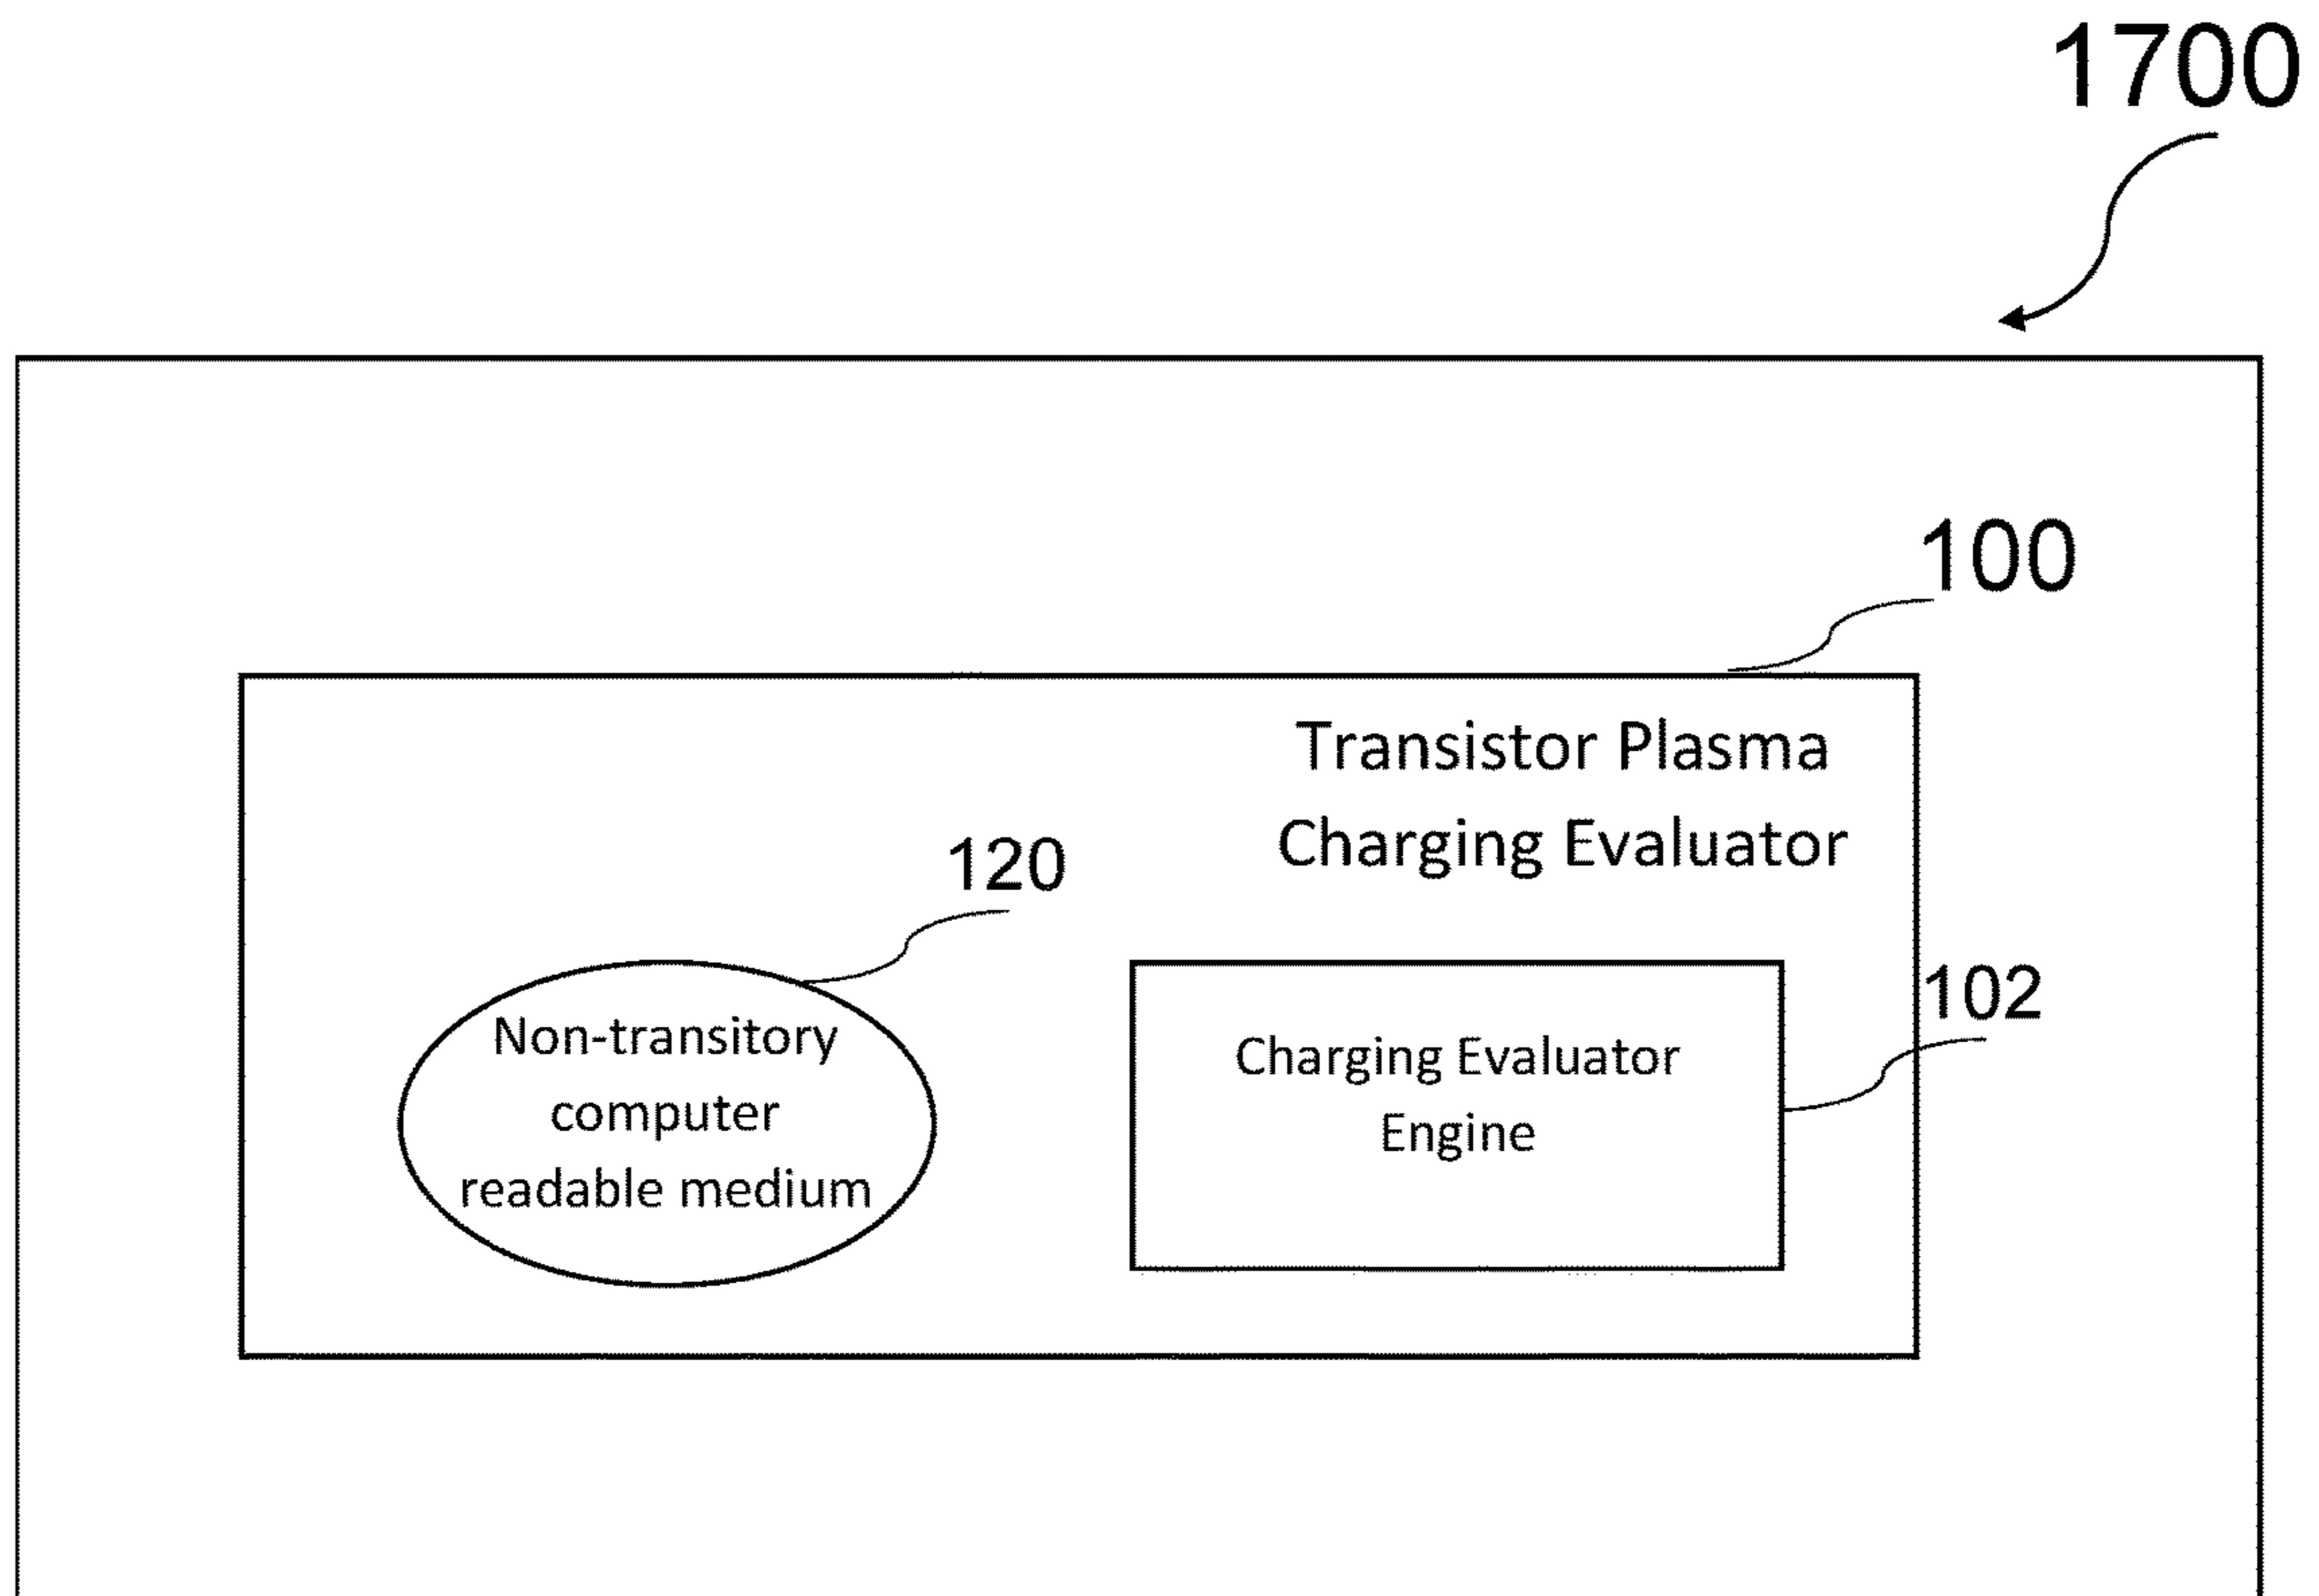 1700
100
Transistor Plasma
Charging Evaluator
120
Non-transitory
computer
readable medium
102
Charging Evaluator
Engine